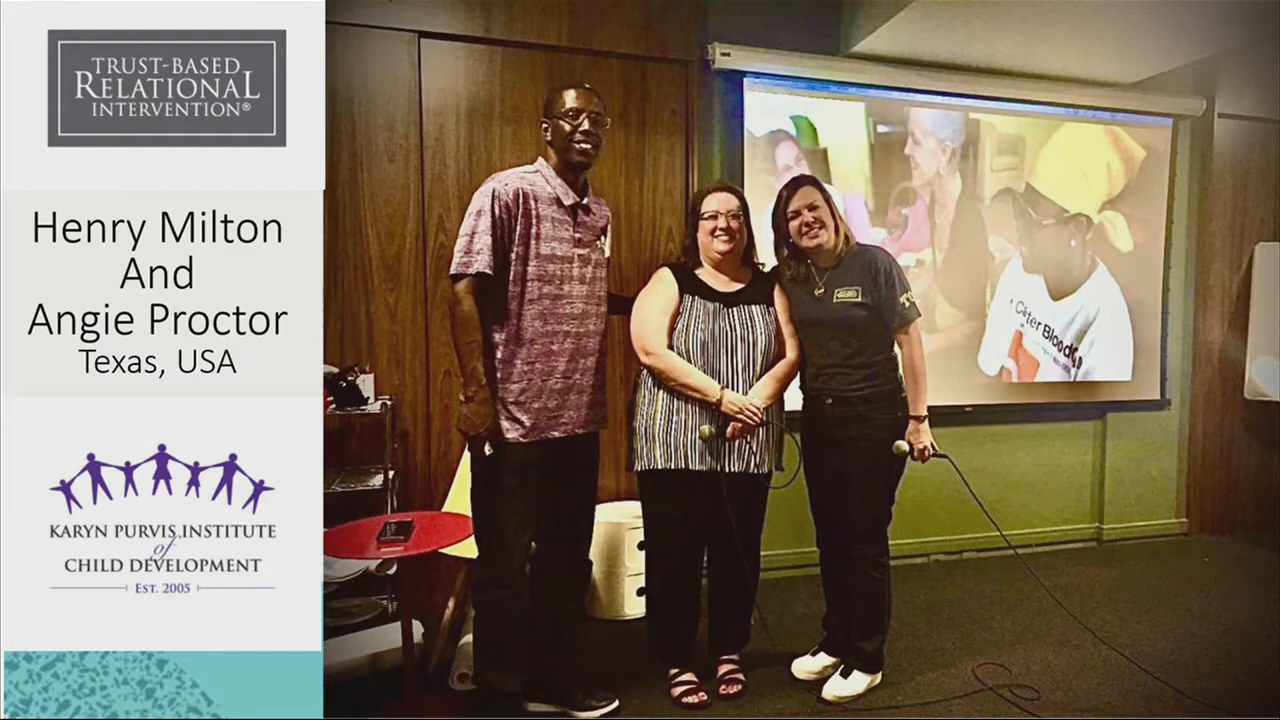 TRUST-BASED
RELATIONAL
INTERVENTION®
Henry Milton
And
Angie Proctor
Texas, USA
KARYN PURVIS INSTITUTE
of
CHILD DEVELOPMENT
EST. 2005